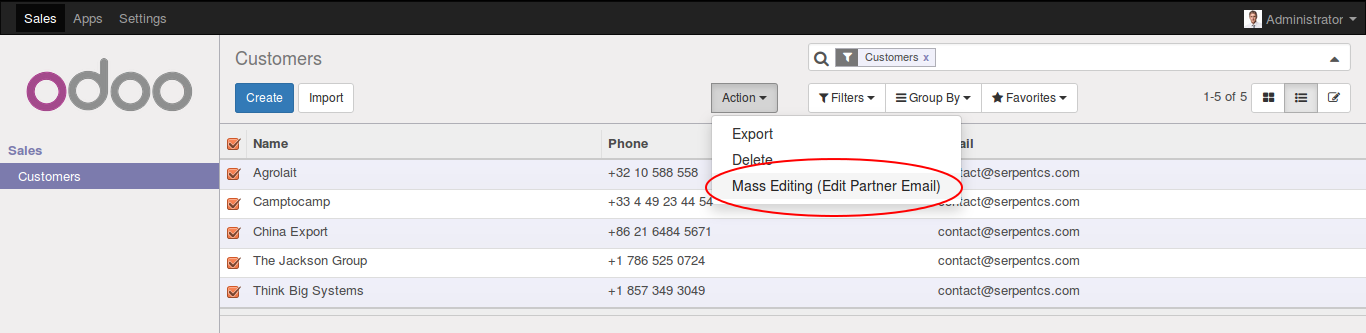 Sales Apps Settings Administrator
odoo
Customers Customers x
Create Import Action Filters Group By Favorites 1-5 of 5
Export
Delete
Mass Editing (Edit Partner Email)
Sales
Customers
Name Phone ail
Agrolait +32 10 588 558 ntact@serpentcs.com
Camptocamp +33 4 49 23 44 54 contact@serpentcs.com
China Export +86 21 6484 5671 contact@serpentcs.com
The Jackson Group +1 786 525 0724 contact@serpentcs.com
Think Big Systems +1 857 349 3049 contact@serpentcs.com